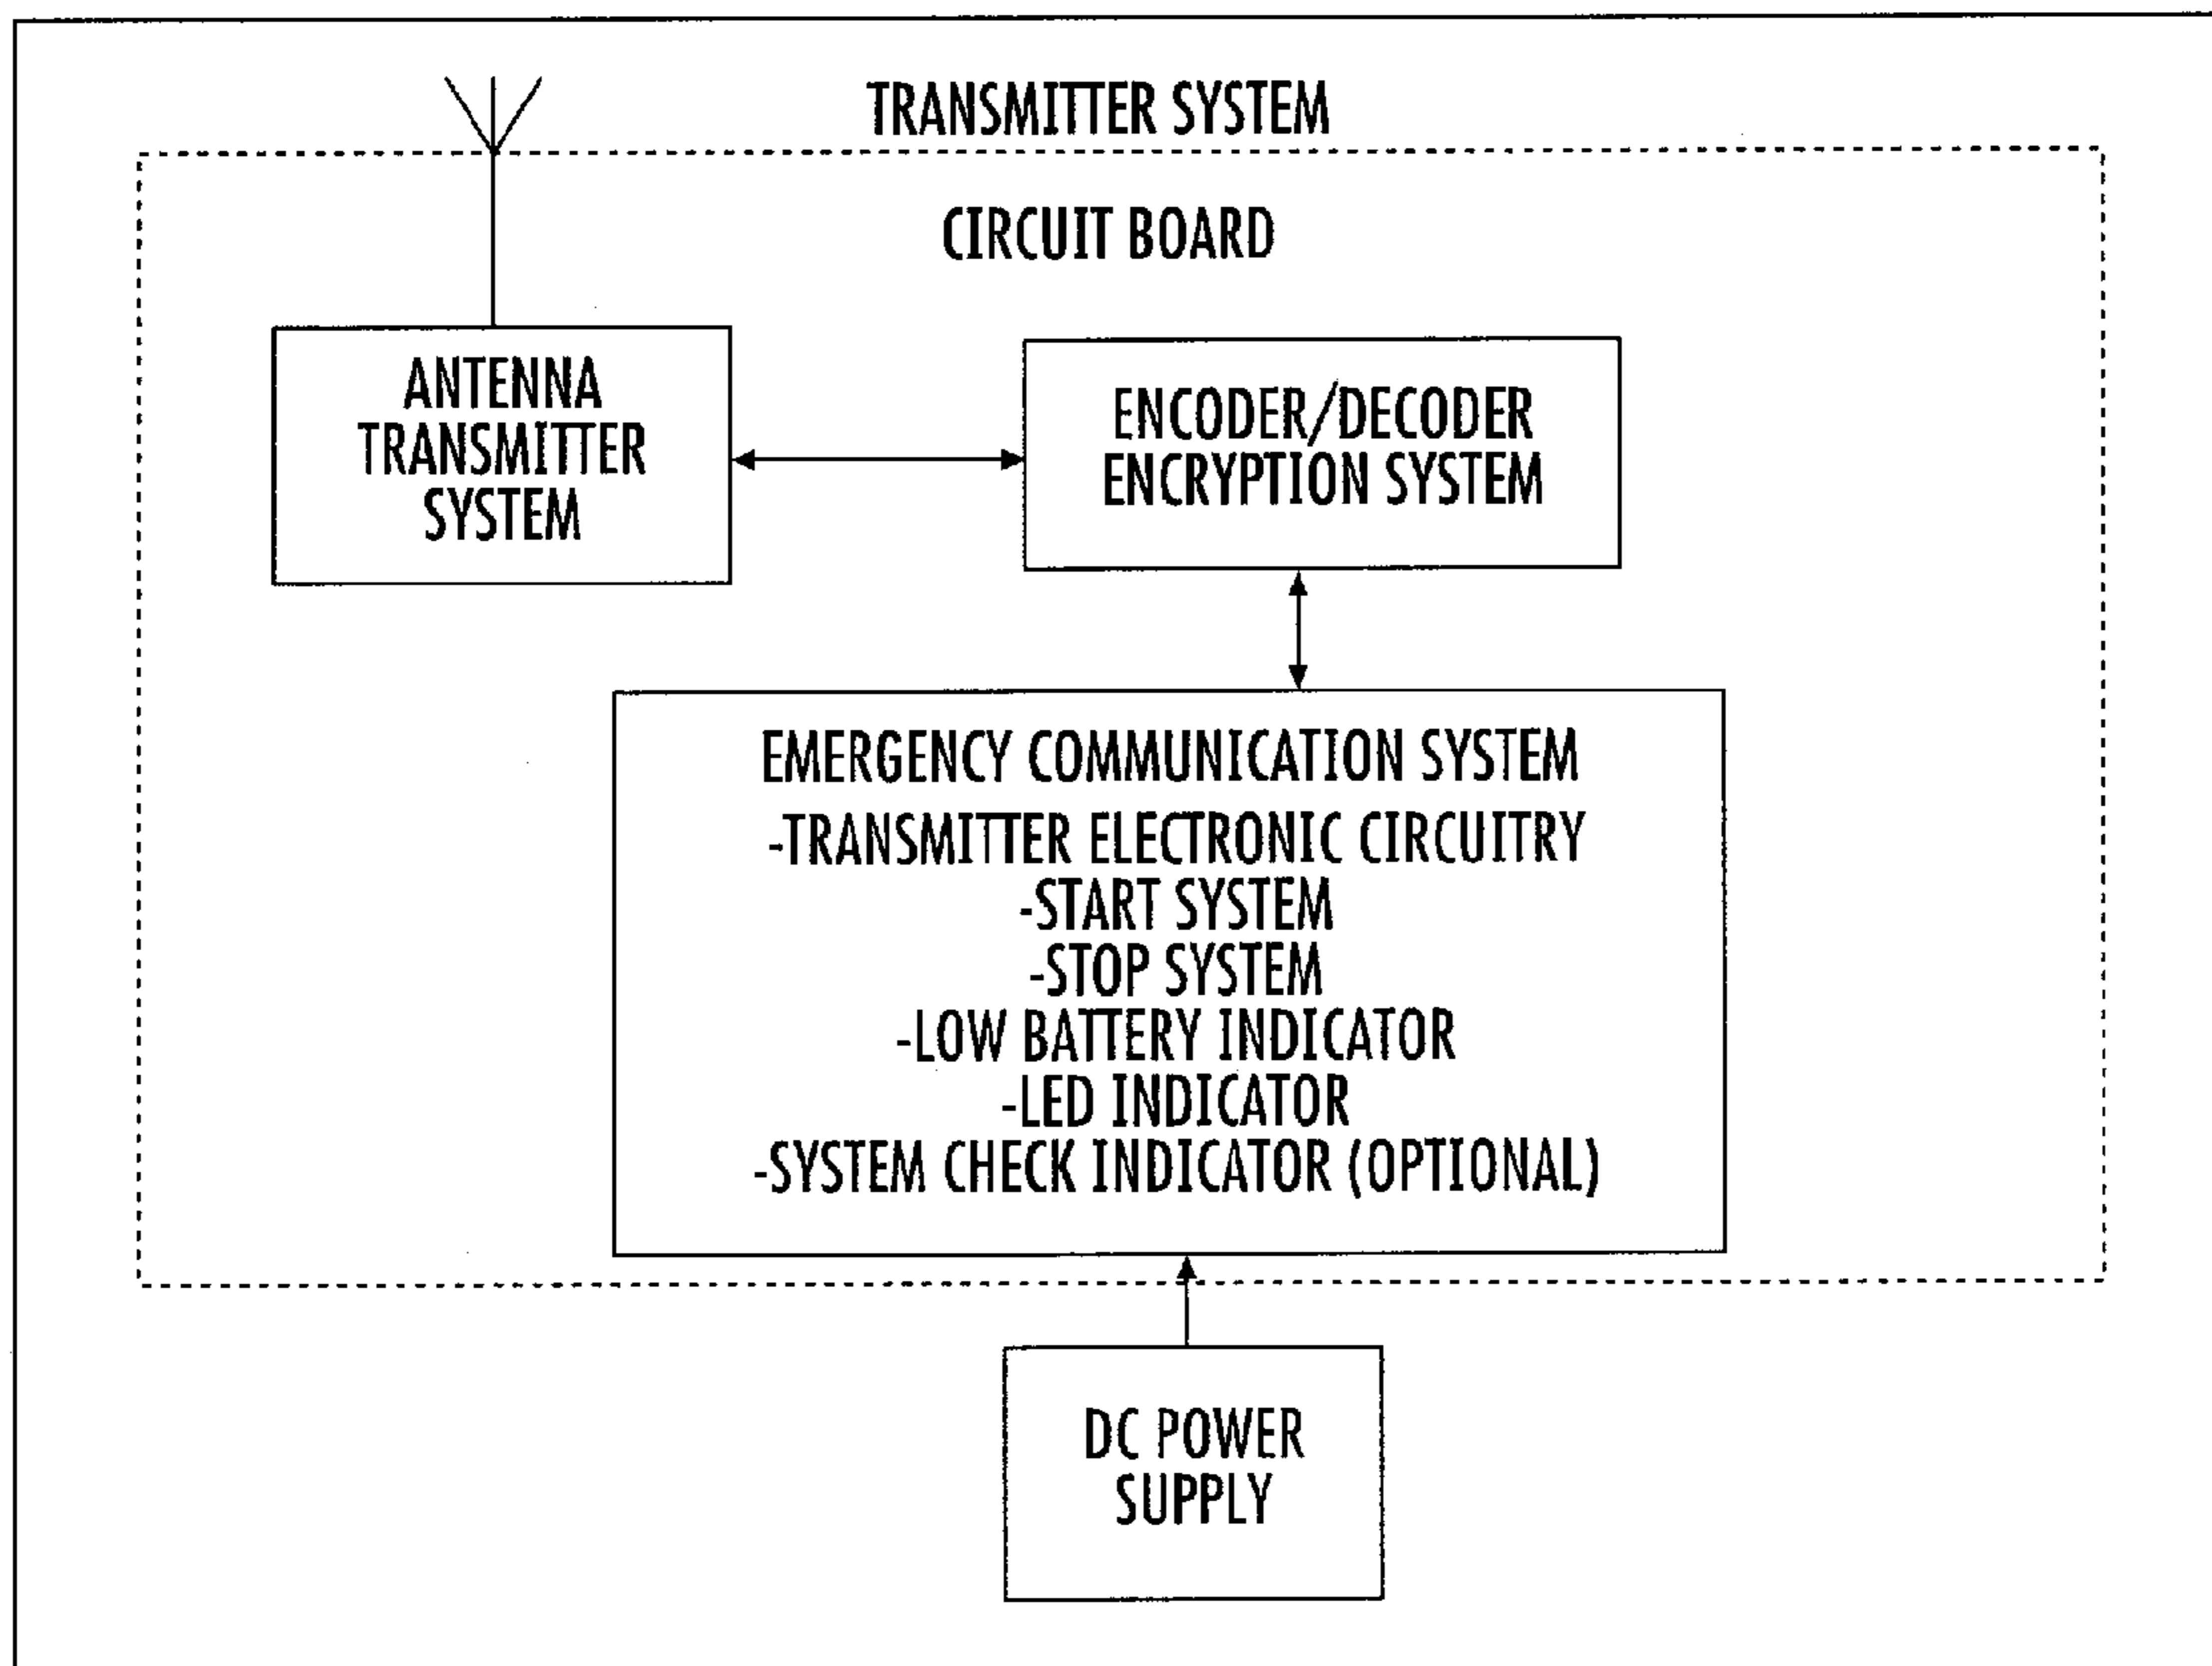 TRANSMITTER SYSTEM
CIRCUIT BOARD
ANTENNA
TRANSMITTER
SYSTEM
ENCODER/DECODER
ENCRYPTION SYSTEM
EMERGENCY COMMUNICATION SYSTEM
-TRANSMITTER ELECTRONIC CIRCUITRY
-START SYSTEM
-STOP SYSTEM
-LOW BATTERY INDICATOR
-LED INDICATOR
-SYSTEM CHECK INDICATOR (OPTIONAL)
DC POWER
SUPPLY